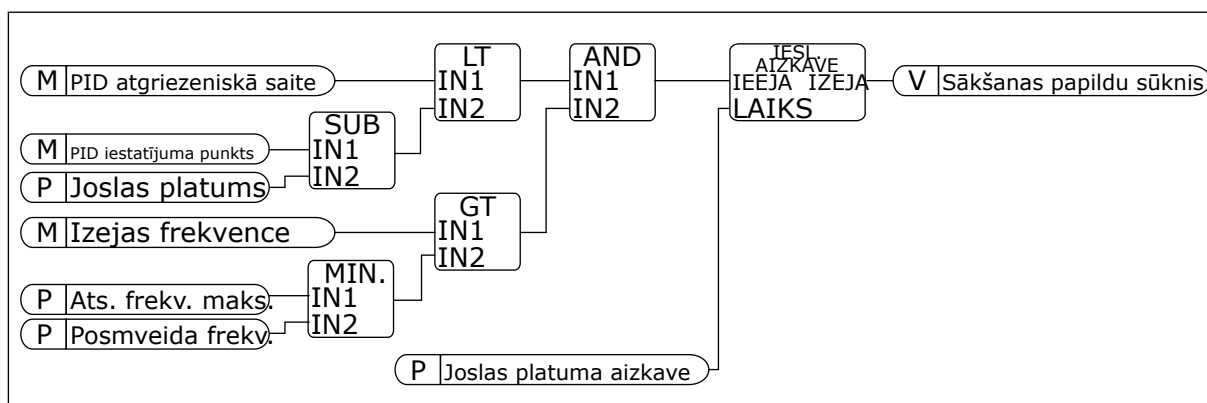 LT
IN1
IN2
AND
IN1
IN2
IESL.
AIZKAVE
IEEJA IZEJA
LAIKS
M PID atgriezeniskā saite
V Sākšanas papildu sūknis
SUB
IN1
IN2
M PID iestatījuma punkts
P Joslas platums
GT
IN1
IN2
M Izejas frekvence
MIN.
IN1
IN2
P Ats. frekv. maks.
P Posmveida frekv.
P Joslas platuma aizkave